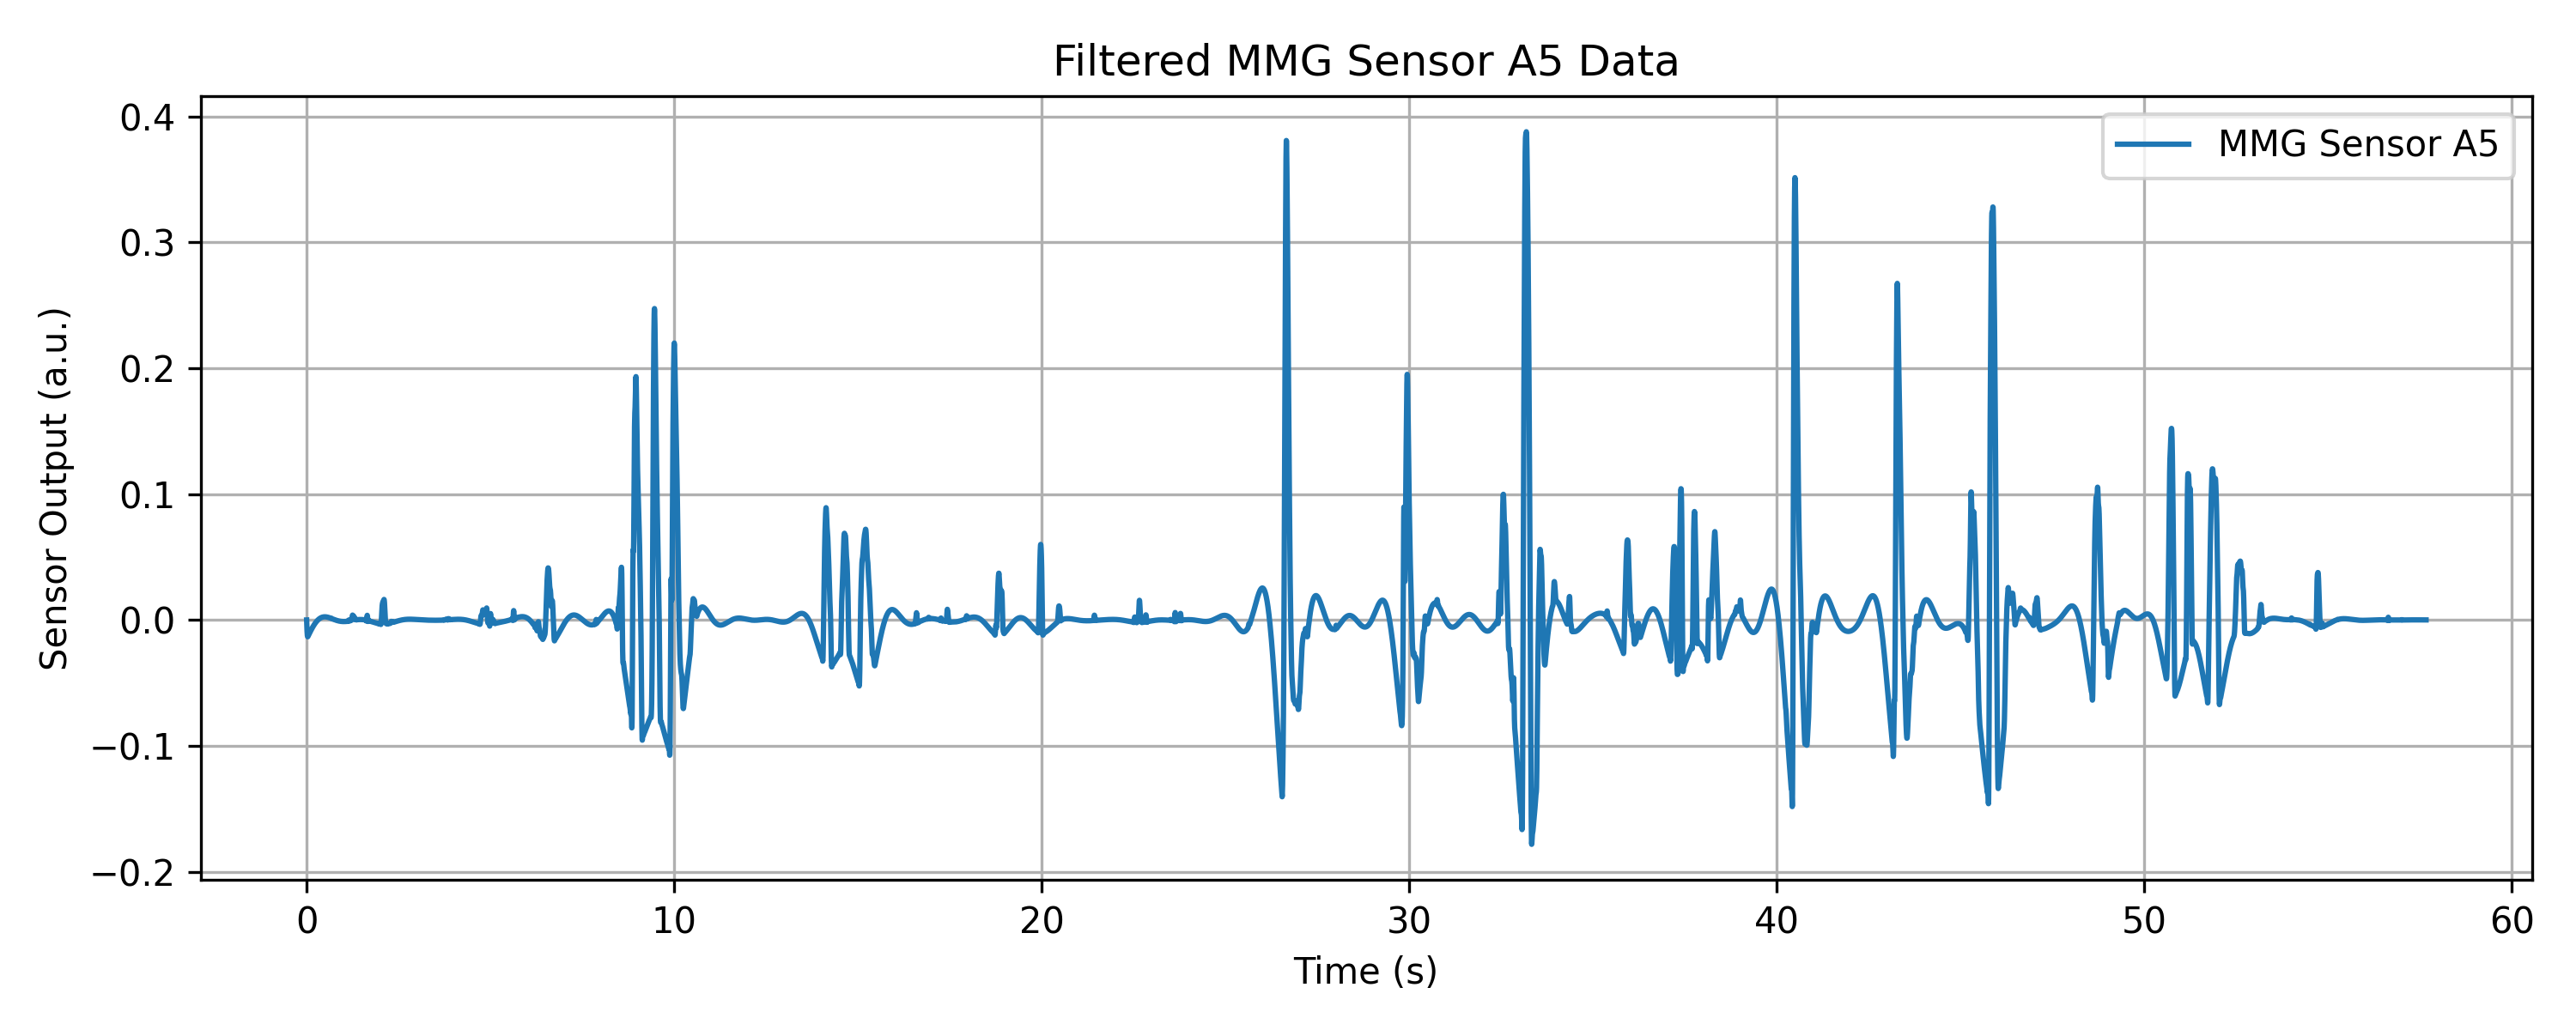 Filtered MMG Sensor A5 Data
MMG Sensor A5
Sensor Output (a.u.)
0.4
0.3
0.2
0.1
0.0
−0.1
−0.2
0 10 20 30 40 50 60
Time (s)